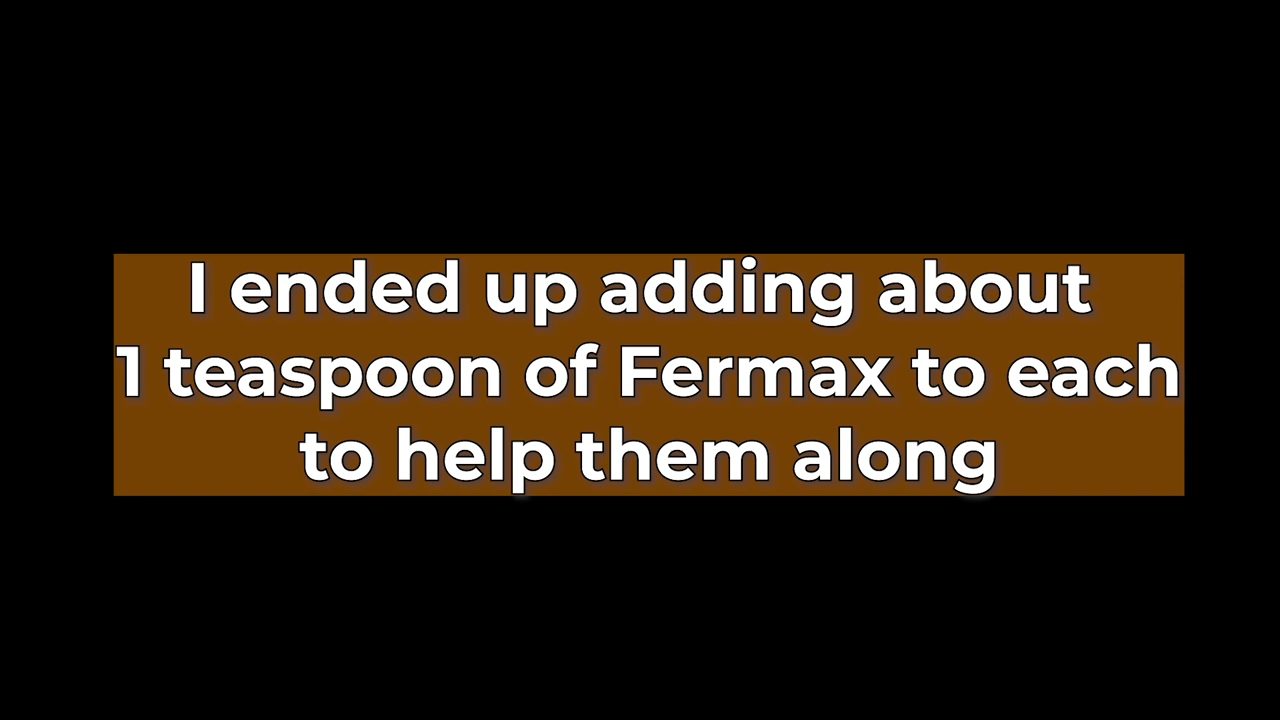 I ended up adding about
1 teaspoon of Fermax to each
to help them along